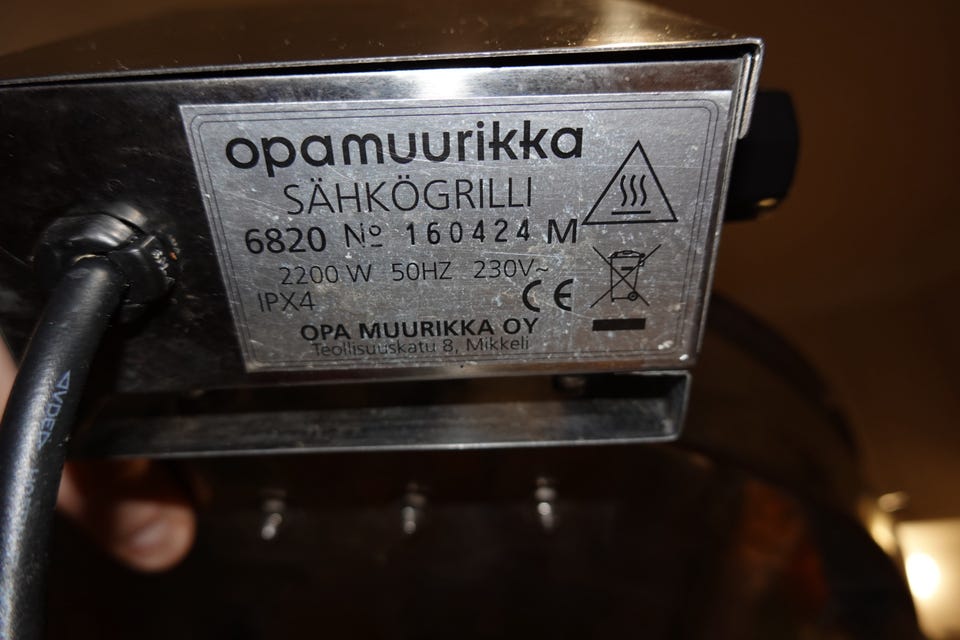 opamuurikka
SÄHKÖGRILLI
6820 Nº 160424 M
2200 W 50HZ 230V~
IPX4 CE
OPA MUURIKKA OY
Teollisuuskatu 8, Mikkeli